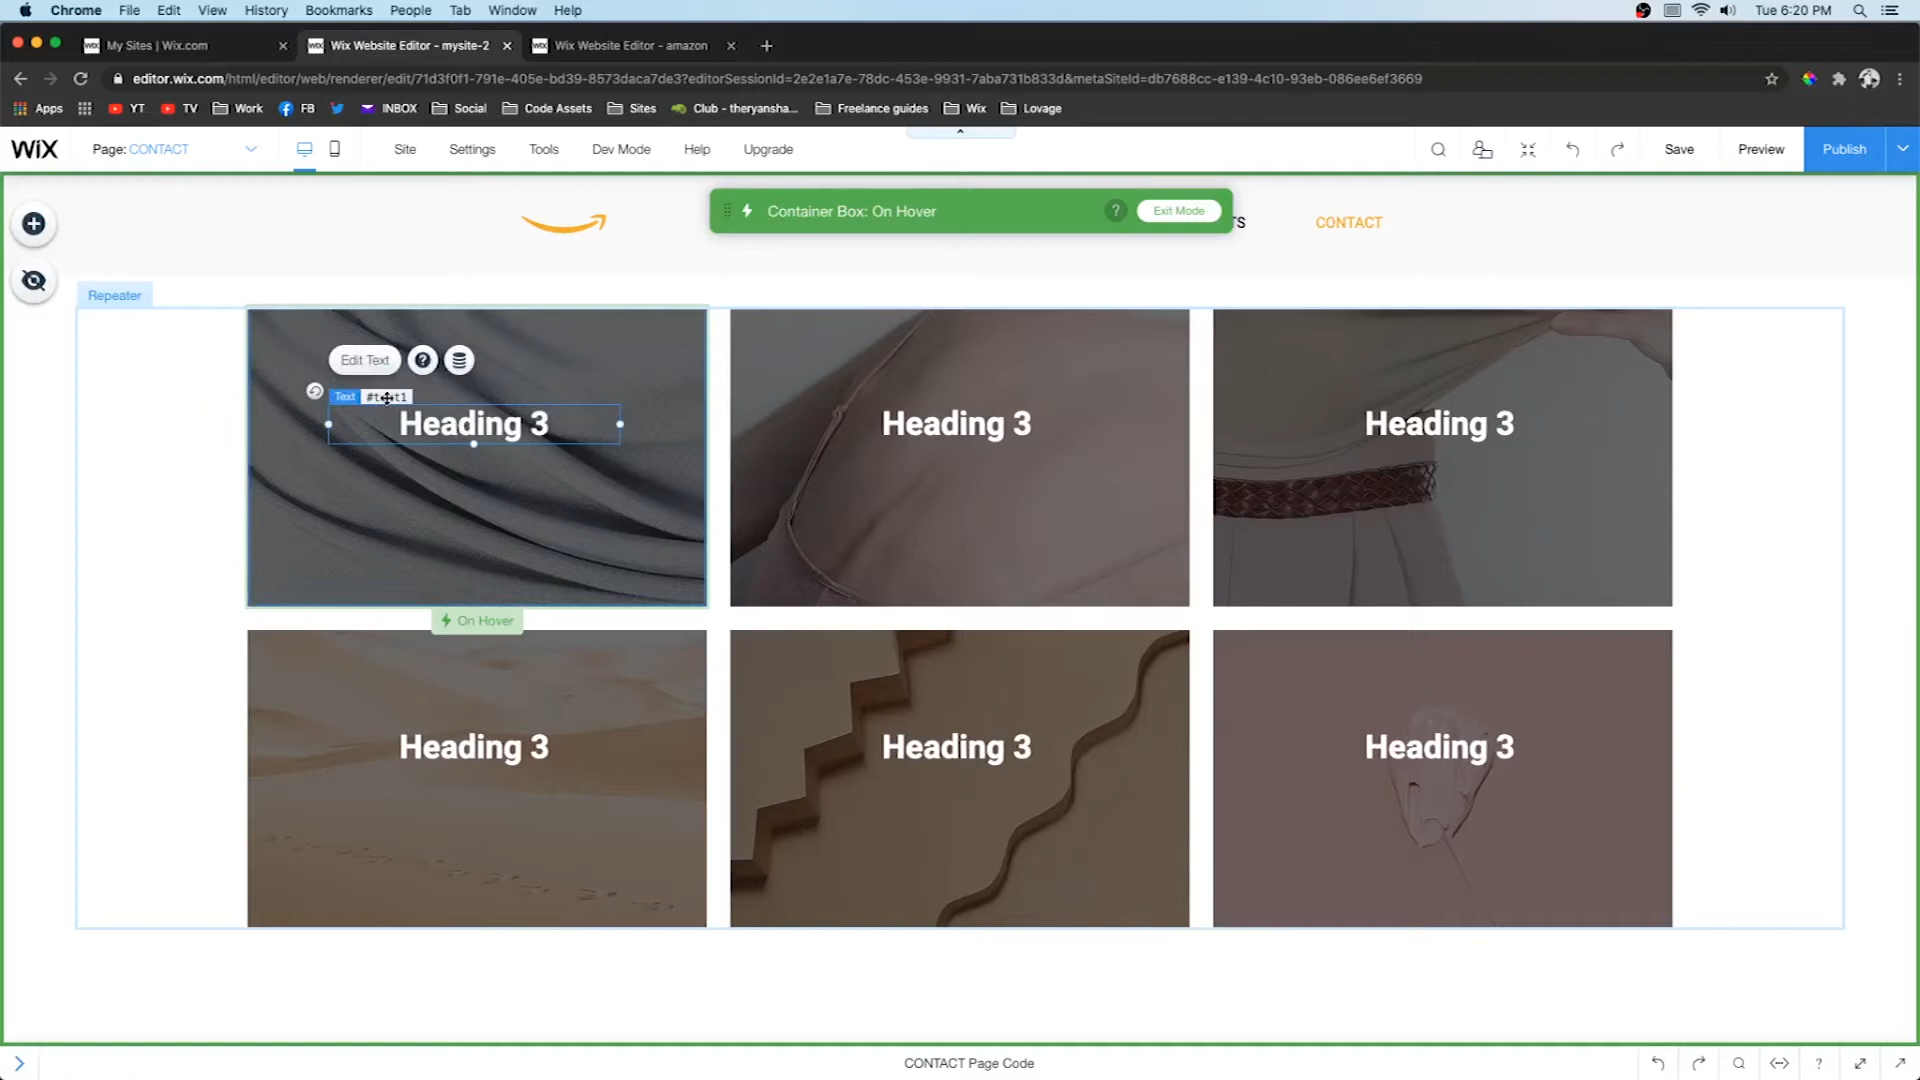 Chrome File Edit View History Bookmarks People Tab Window Help Tue 6:20 PM
My Sites | Wix.com Wix Website Editor - mysite-2 Wix Website Editor - amazon
editor.wix.com/html/editor/web/renderer/edit/71d3f0f1-791e-405e-bd39-8573daca7de3?editorSessionId=2e2e1a7e-78dc-453e-9931-7aba731b833d&metaSiteId=db7688cc-e139-4c10-93eb-086ee6ef3669
Apps YT TV Work FB INBOX Social Code Assets Sites Club - theryansha... Freelance guides Wix Lovage
WiX Page: CONTACT Site Settings Tools Dev Mode Help Upgrade Save Preview Publish
Container Box: On Hover ? Exit Mode TS CONTACT
Repeater
Edit Text ?
Text
Heading 3 Heading 3 Heading 3
On Hover
Heading 3 Heading 3 Heading 3
CONTACT Page Code ?